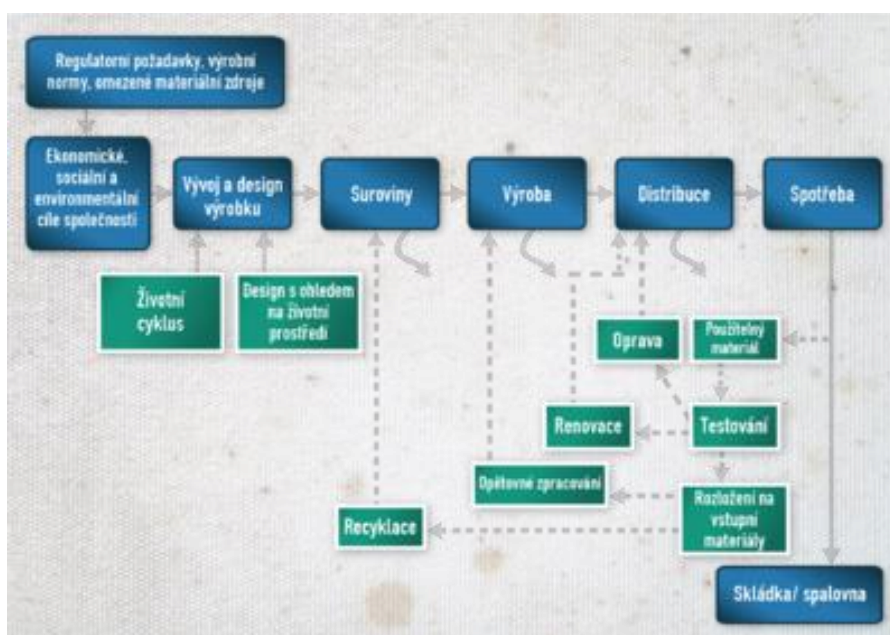 Regulatorní požadavky, výrobní
normy, omezené materiální zdroje
Ekonomické,
sociální a
environmentální
cíle společnosti
Vývoj a design
výrobku
Suroviny
Výroba
Distribuce
Spotřeba
Životní
cyklus
Design s ohledem
na životní
prostředí
Oprava
Použitelný
materiál
Renovace
Testování
Opětovné zpracování
Rozložení na
vstupní
materiály
Recyklace
Skládka/ spalovna